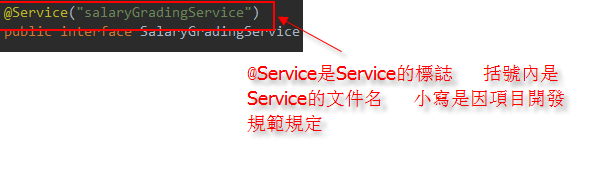 @Service("salaryGradingService")
public interface SalaryGradingService
@Service是Service的標誌 括號內是
Service的文件名 小寫是因項目開發
規範規定